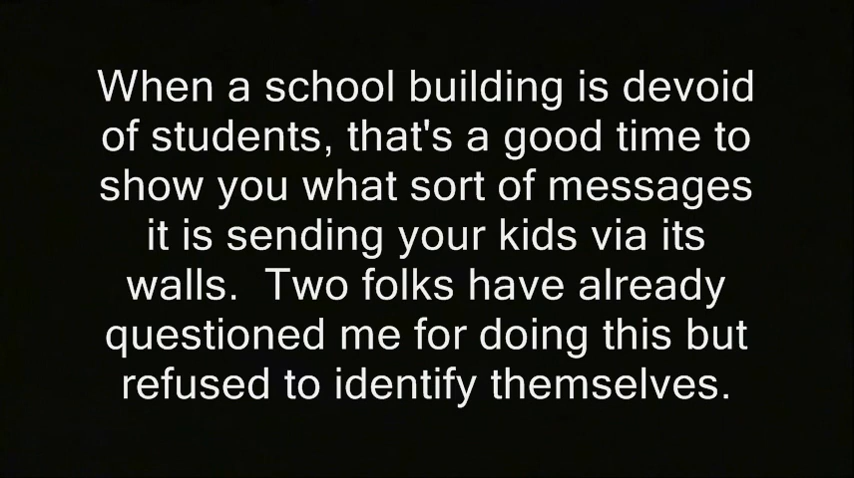 When a school building is devoid
of students, that's a good time to
show you what sort of messages
it is sending your kids via its
walls.  Two folks have already
questioned me for doing this but
refused to identify themselves.